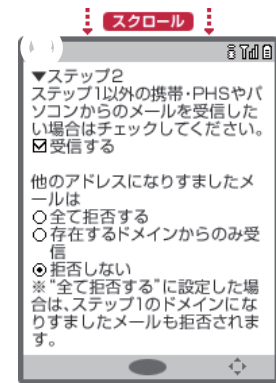 スクロール
▼ステップ2
ステップ1以外の携帯・PHSやパ
ソコンからのメールを受信した
い場合はチェックしてください。
受信する
他のアドレスになりすましたメ
ールは
全て拒否する
存在するドメインからのみ受
信
拒否しない
※"全て拒否する"に設定した場
合は、ステップ1のドメインにな
りすましたメールも拒否されま
す。